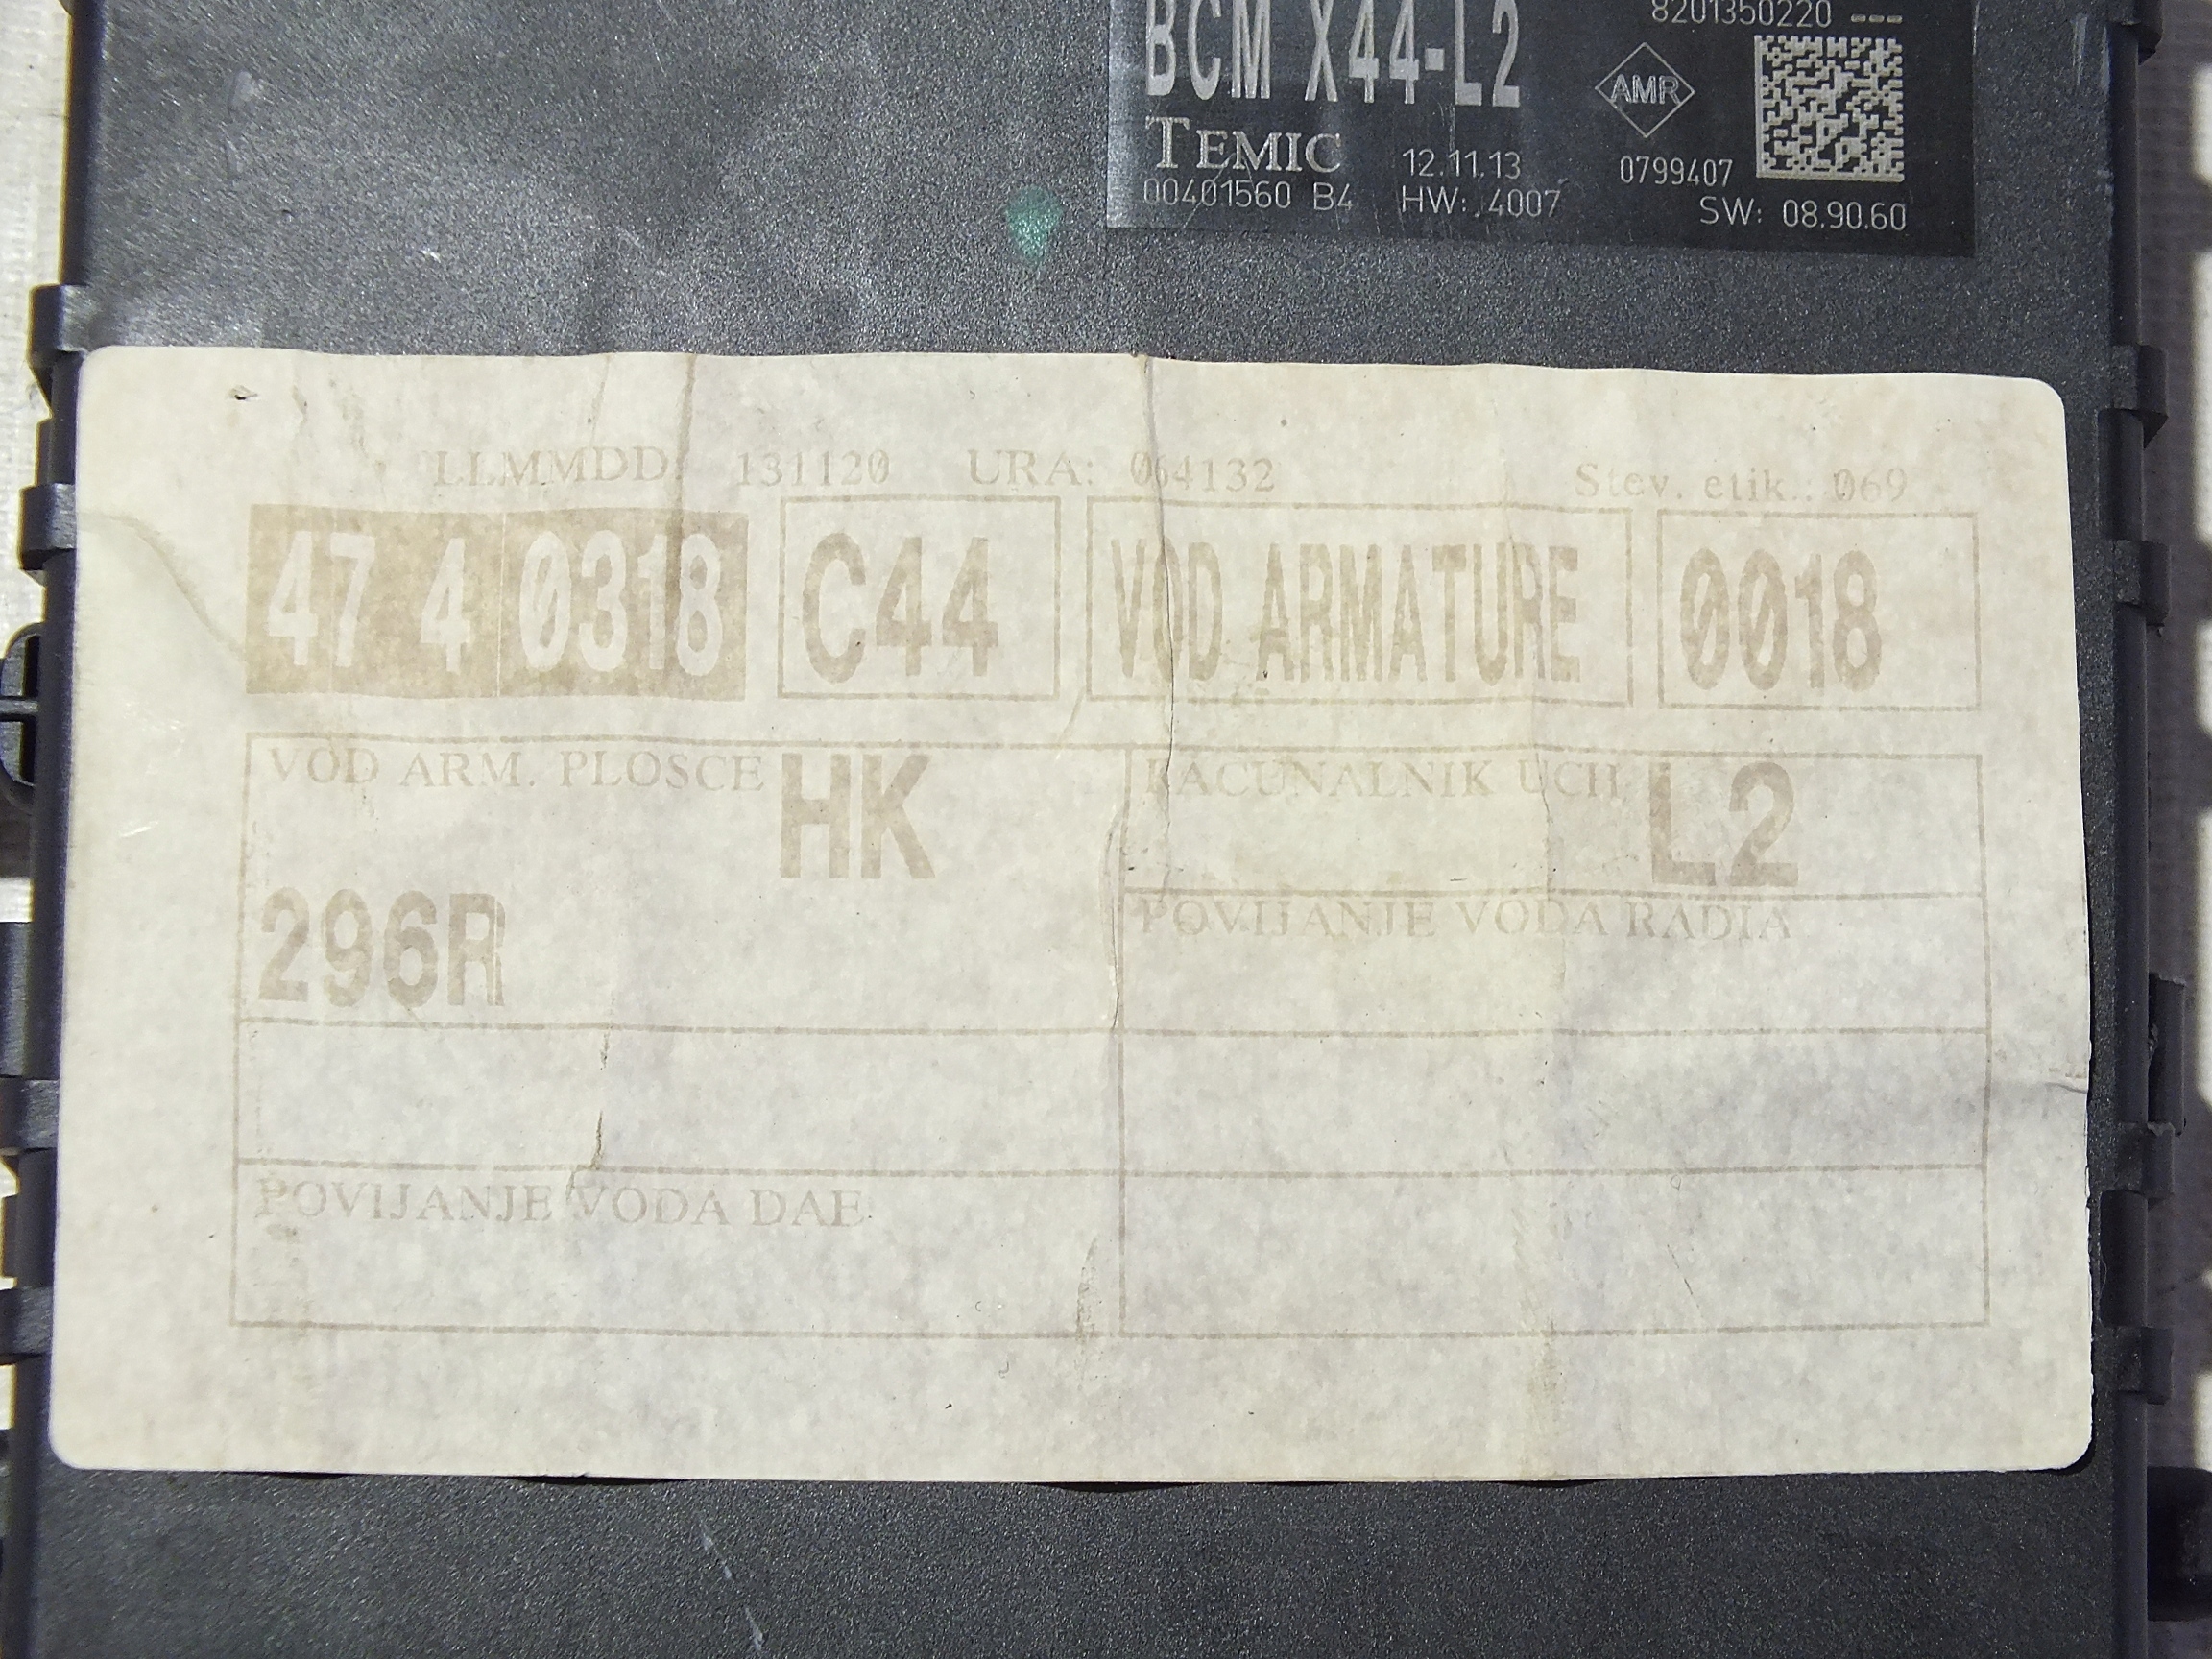 8201350220 ---
BCM X44-L2
AMR
TEMIC 12.11.13 0799407
00401560 B4 HW: 4007 SW: 08.90.60
LLMMDD: 131120 URA: 064132 Stev. etik.: 069
47 4 0318 C44 VOD ARMATURE 0018
VOD ARM. PLOSCE HK RACUNALNIK UCH L2
296R
POVIJANJE VODA RADIA
POVIJANJE VODA DAE